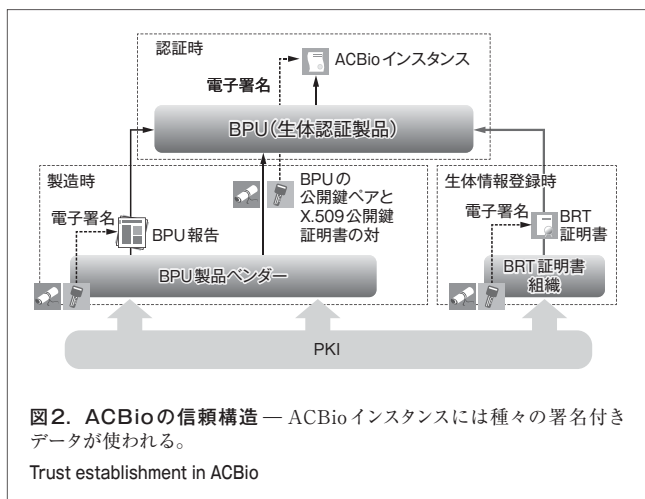 認証時
ACBioインスタンス
電子署名
BPU(生体認証製品)
製造時
電子署名
BPU報告
BPUの
公開鍵ペアと
X.509公開鍵
証明書の対
BPU製品ベンダー
生体情報登録時
電子署名
BRT
証明書
BRT証明書
組織
PKI
図2. ACBioの信頼構造 — ACBioインスタンスには種々の署名付き
データが使われる。
Trust establishment in ACBio